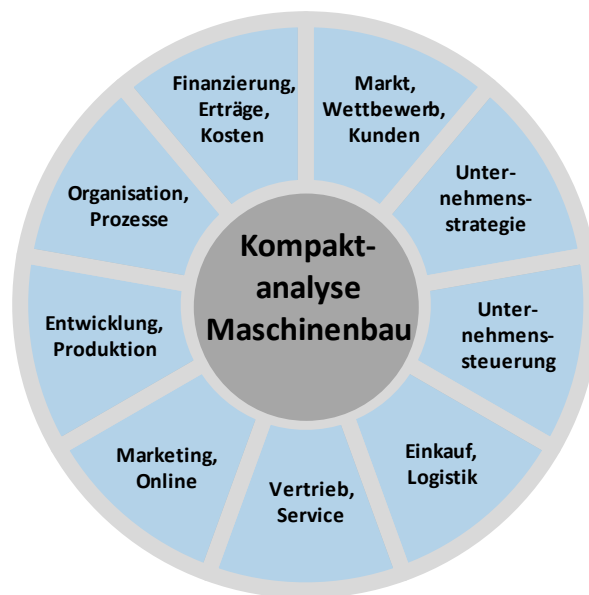 Finanzierung,
Erträge,
Kosten
Markt,
Wettbewerb,
Kunden
Unter-
nehmens-
strategie
Unter-
nehmens-
steuerung
Einkauf,
Logistik
Vertrieb,
Service
Marketing,
Online
Entwicklung,
Produktion
Organisation,
Prozesse
Kompakt-
analyse
Maschinenbau